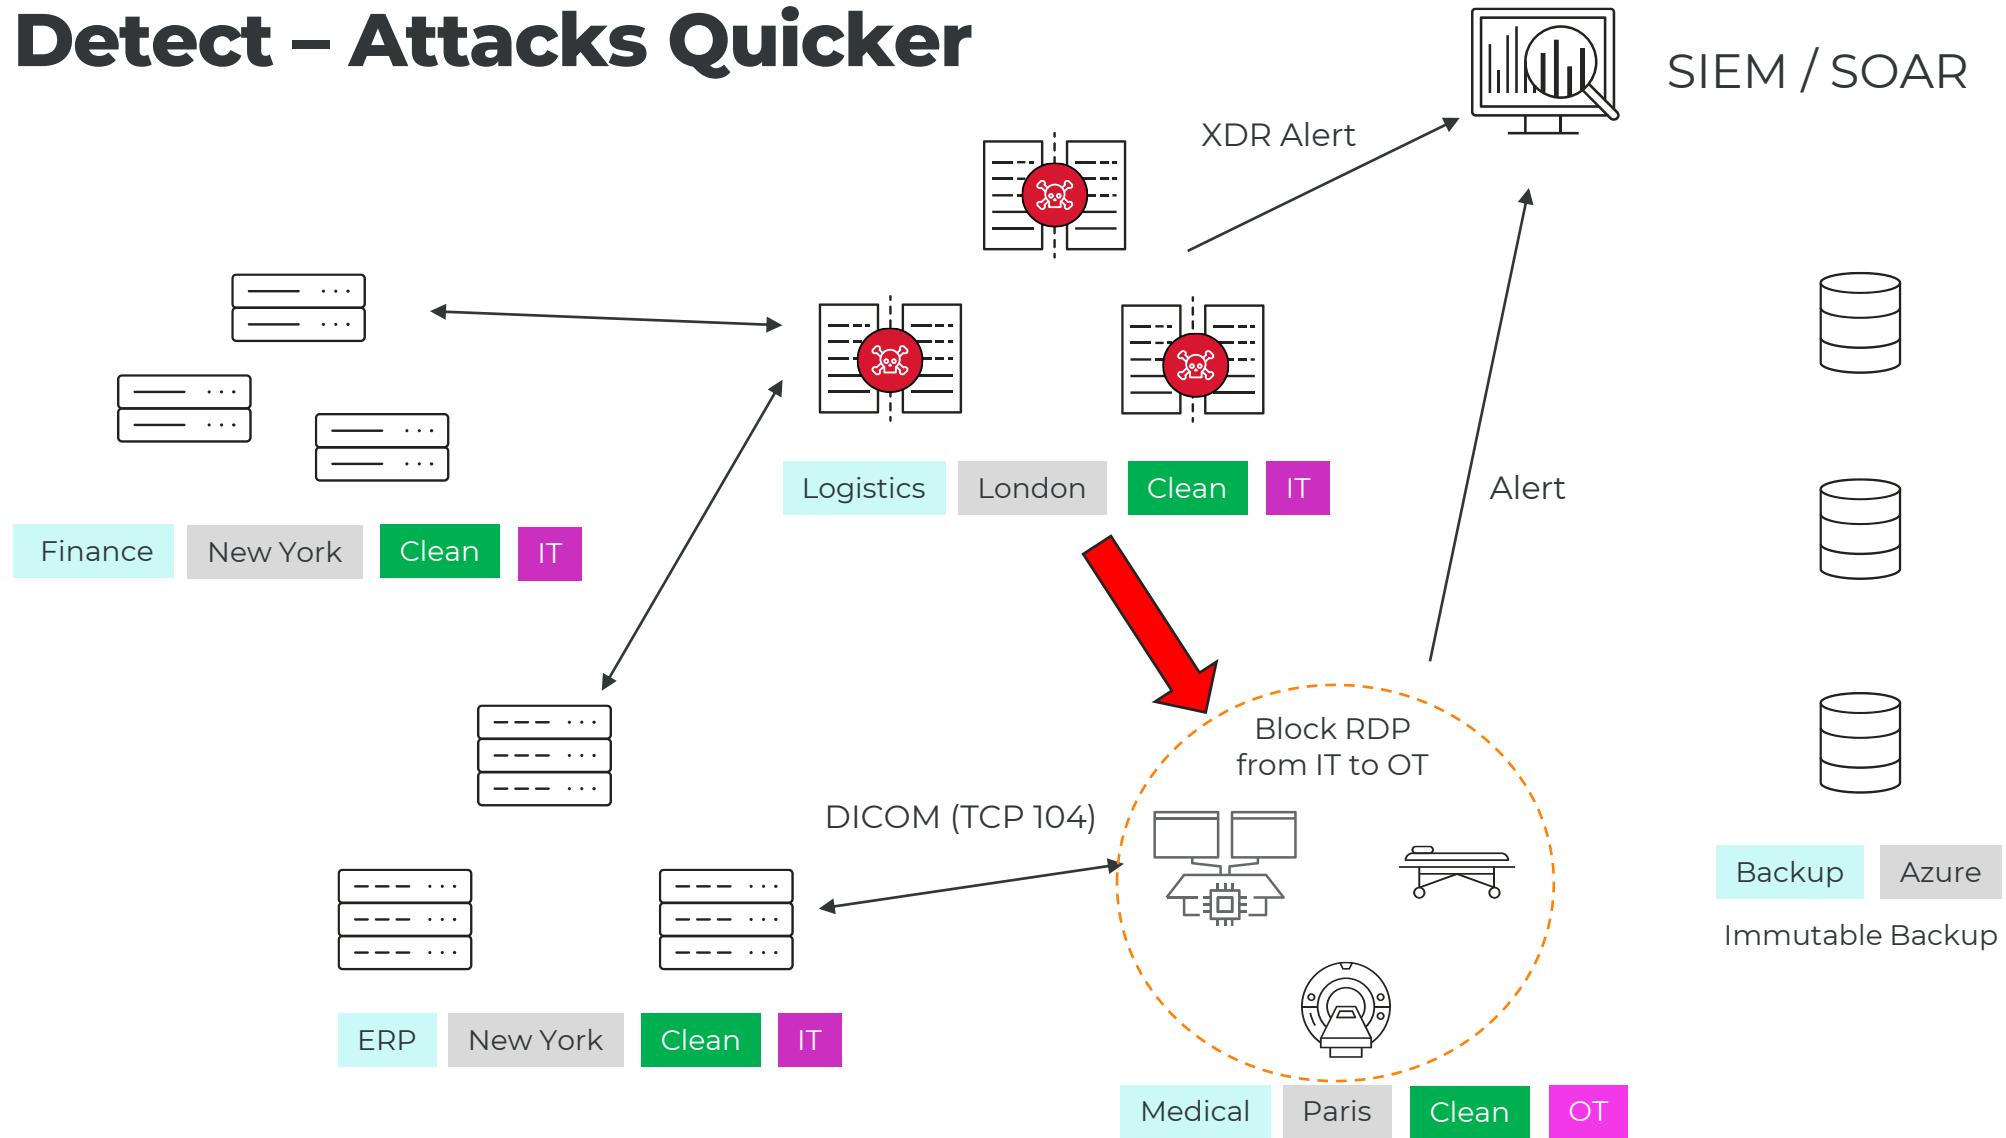 Detect – Attacks Quicker
SIEM / SOAR
XDR Alert
Logistics
London
Clean
IT
Alert
Finance
New York
Clean
IT
Block RDP
from IT to OT
DICOM (TCP 104)
Backup
Azure
Immutable Backup
ERP
New York
Clean
IT
Medical
Paris
Clean
OT